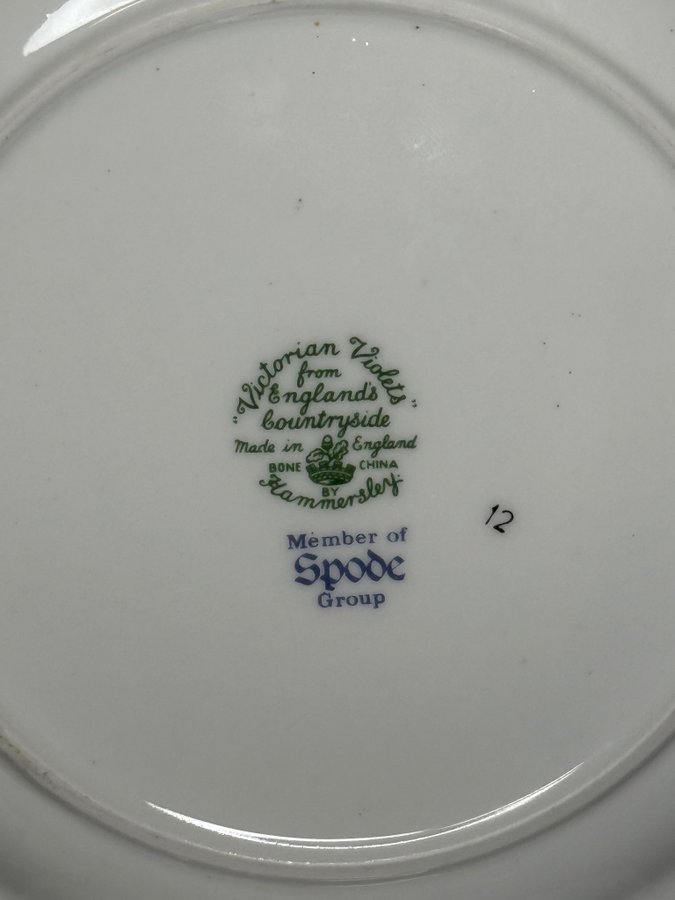 "Victorian Violets"
from
England's
Countryside
Made in England
BONE CHINA
BY
Hammersley
12
Member of
Spode
Group